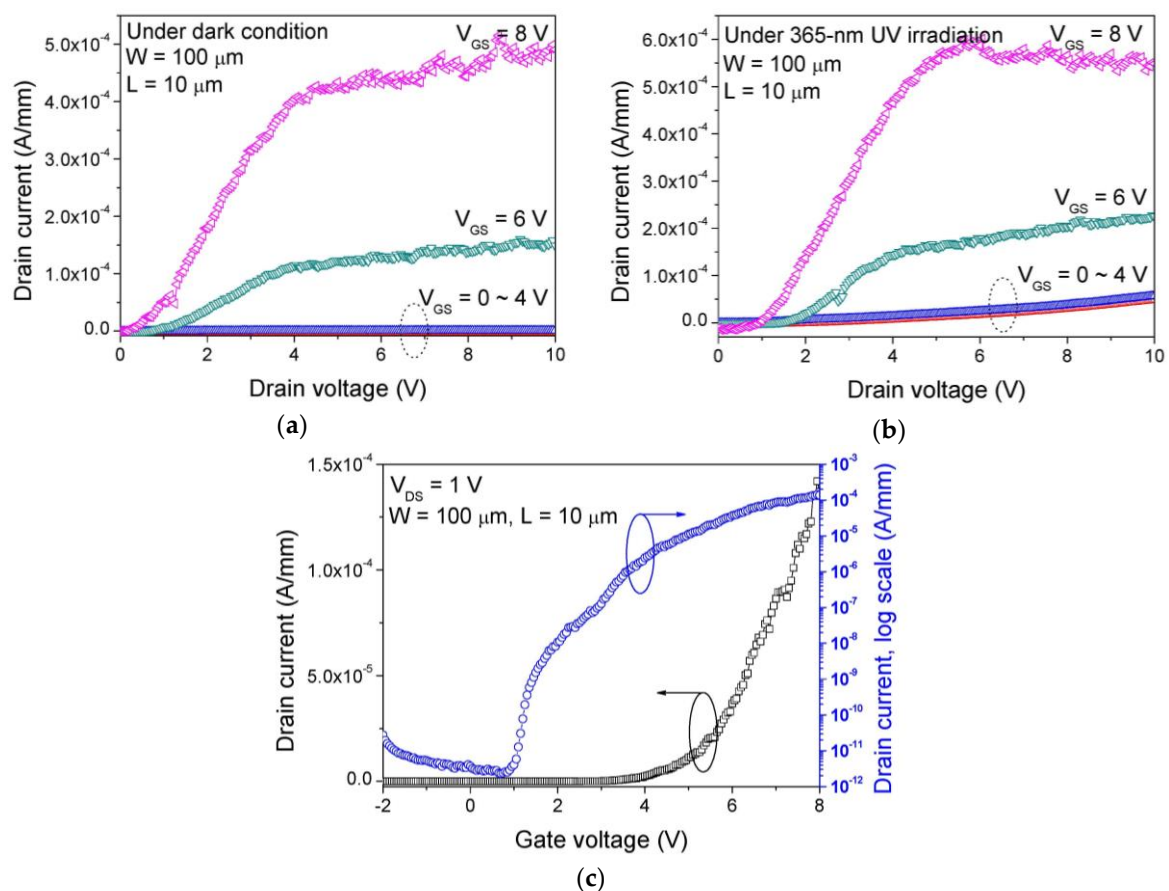 Under dark condition
W = 100 μm
L = 10 μm
V_GS = 8 V
V_GS = 6 V
V_GS = 0 ~ 4 V
5.0x10⁻⁴
4.0x10⁻⁴
3.0x10⁻⁴
2.0x10⁻⁴
1.0x10⁻⁴
0.0
0 2 4 6 8 10
Drain current (A/mm)
Drain voltage (V)
(a)
Under 365-nm UV irradiation
W = 100 μm
L = 10 μm
V_GS = 8 V
V_GS = 6 V
V_GS = 0 ~ 4 V
6.0x10⁻⁴
5.0x10⁻⁴
4.0x10⁻⁴
3.0x10⁻⁴
2.0x10⁻⁴
1.0x10⁻⁴
0.0
0 2 4 6 8 10
Drain current (A/mm)
Drain voltage (V)
(b)
V_DS = 1 V
W = 100 μm, L = 10 μm
1.5x10⁻⁴
1.0x10⁻⁴
5.0x10⁻⁵
0.0
-2 0 2 4 6 8
Drain current (A/mm)
Gate voltage (V)
10⁻³
10⁻⁴
10⁻⁵
10⁻⁶
10⁻⁷
10⁻⁸
10⁻⁹
10⁻¹⁰
10⁻¹¹
10⁻¹²
Drain current, log scale (A/mm)
(c)